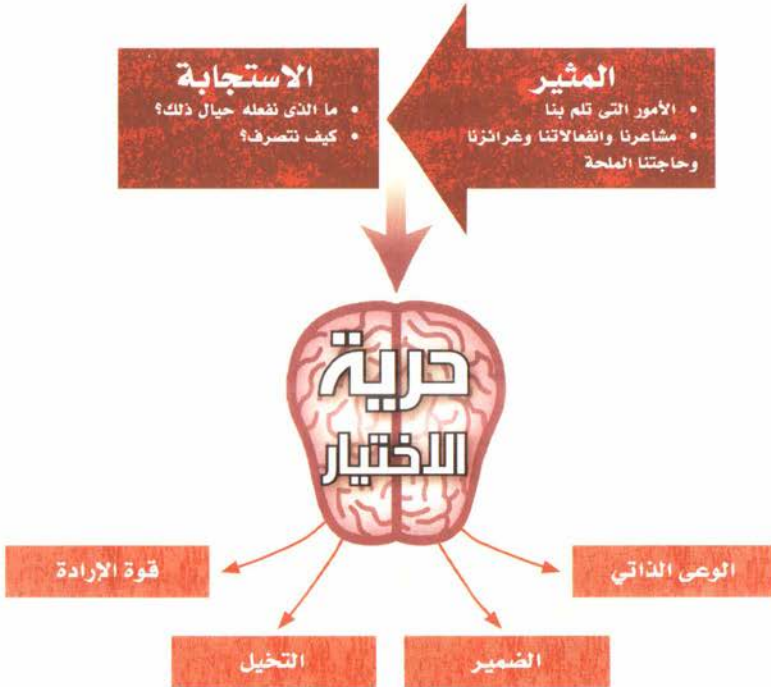 المثير
• الأمور التى تلم بنا
• مشاعرنا وانفعالاتنا وغرائزنا
وحاجتنا الملحة
الاستجابة
• ما الذى نفعله حيال ذلك؟
• كيف نتصرف؟
حرية
الاختيار
الوعى الذاتي
الضمير
التخيل
قوة الإرادة